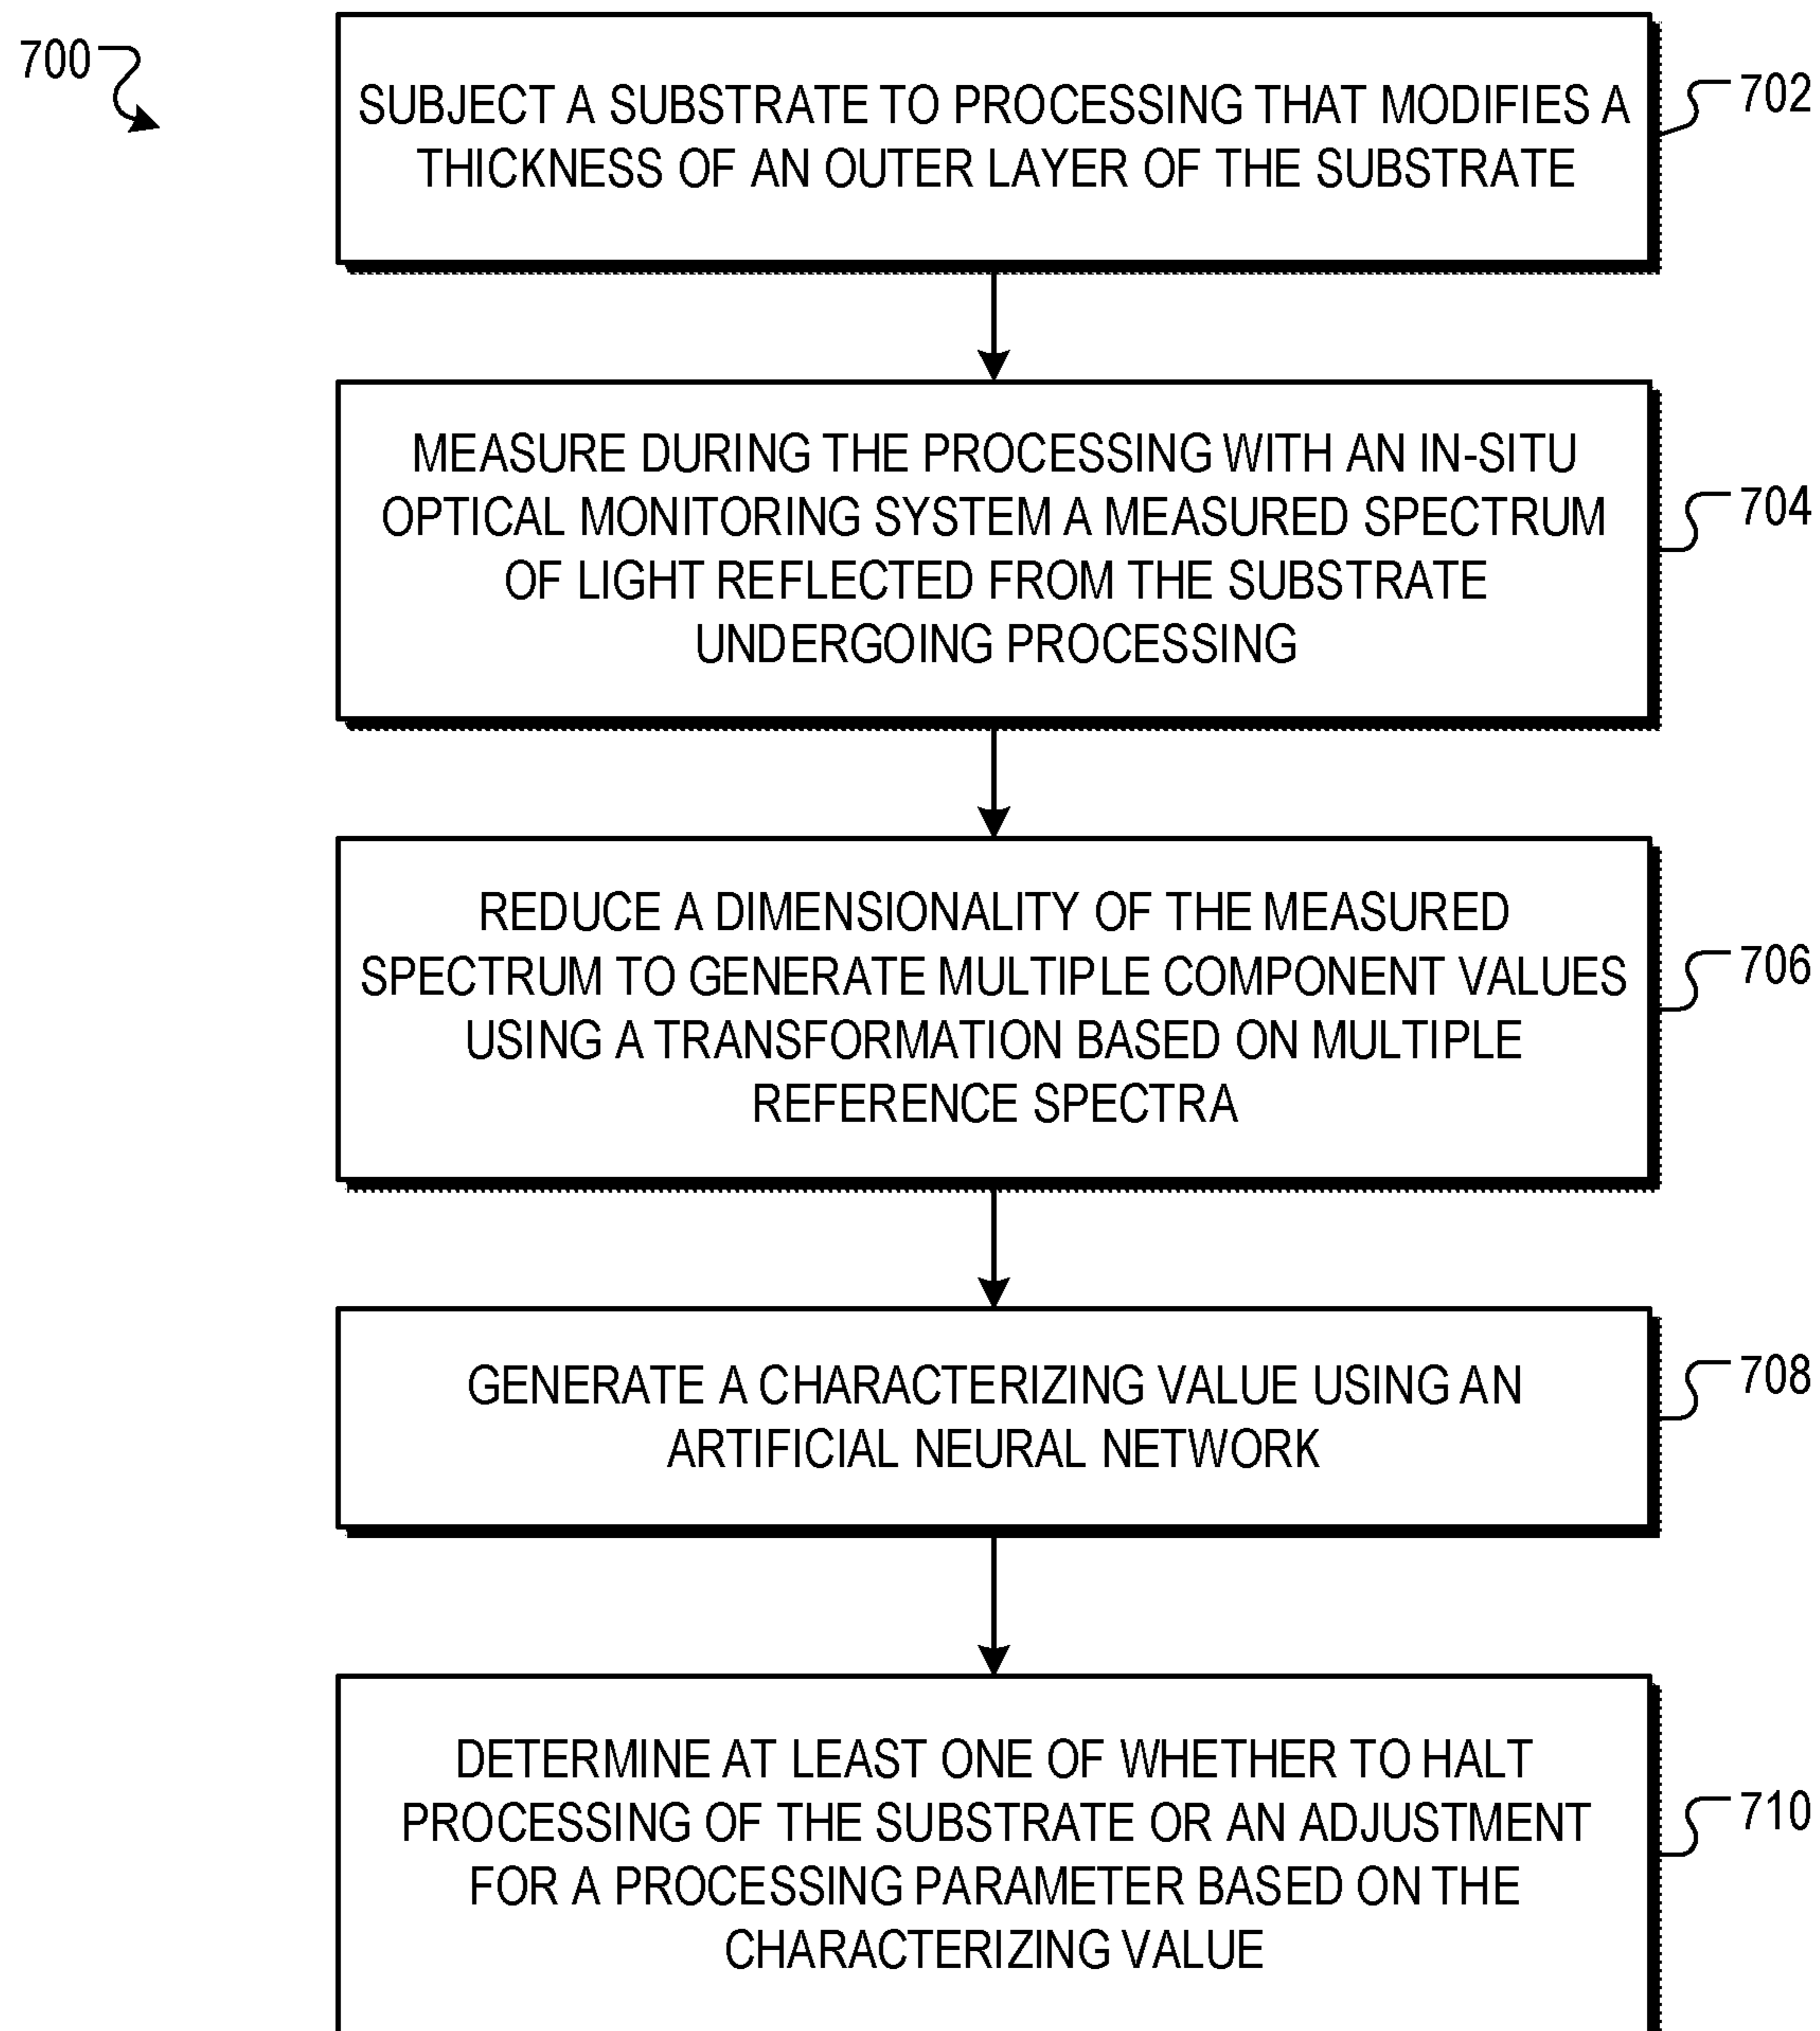 700
SUBJECT A SUBSTRATE TO PROCESSING THAT MODIFIES A
THICKNESS OF AN OUTER LAYER OF THE SUBSTRATE
702
MEASURE DURING THE PROCESSING WITH AN IN-SITU
OPTICAL MONITORING SYSTEM A MEASURED SPECTRUM
OF LIGHT REFLECTED FROM THE SUBSTRATE
UNDERGOING PROCESSING
704
REDUCE A DIMENSIONALITY OF THE MEASURED
SPECTRUM TO GENERATE MULTIPLE COMPONENT VALUES
USING A TRANSFORMATION BASED ON MULTIPLE
REFERENCE SPECTRA
706
GENERATE A CHARACTERIZING VALUE USING AN
ARTIFICIAL NEURAL NETWORK
708
DETERMINE AT LEAST ONE OF WHETHER TO HALT
PROCESSING OF THE SUBSTRATE OR AN ADJUSTMENT
FOR A PROCESSING PARAMETER BASED ON THE
CHARACTERIZING VALUE
710